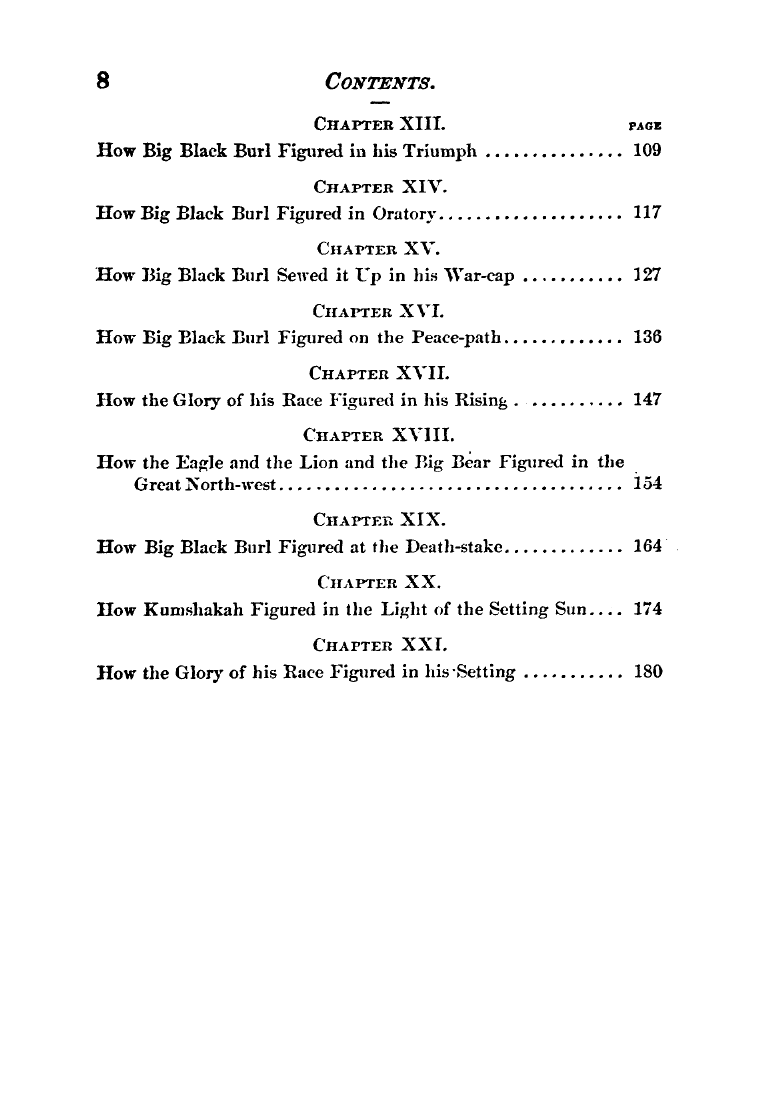 8 CONTENTS.
CHAPTER XIII. PAGE
How Big Black Burl Figured in his Triumph ............... 109
CHAPTER XIV.
How Big Black Burl Figured in Oratory.................... 117
CHAPTER XV.
How Big Black Burl Sewed it Up in his War-cap ........... 127
CHAPTER XVI.
How Big Black Burl Figured on the Peace-path............. 136
CHAPTER XVII.
How the Glory of his Race Figured in his Rising . .......... 147
CHAPTER XVIII.
How the Eagle and the Lion and the Big Bear Figured in the
Great North-west..................................... 154
CHAPTER XIX.
How Big Black Burl Figured at the Death-stake............. 164
CHAPTER XX.
How Kumshakah Figured in the Light of the Setting Sun.... 174
CHAPTER XXI.
How the Glory of his Race Figured in his Setting ........... 180